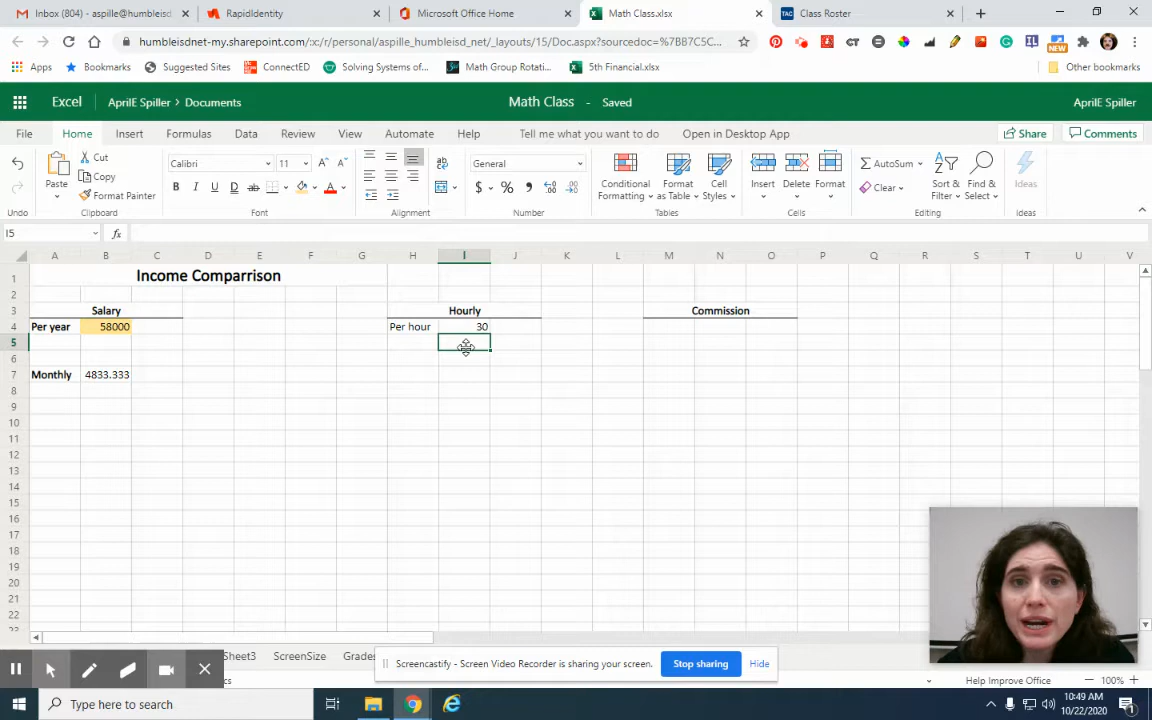 Inbox (804) - aspille@humbleisd
RapidIdentity
Microsoft Office Home
Math Class.xlsx
Class Roster
humbleisdnet-my.sharepoint.com/:x:/r/personal/aspille_humbleisd_net/_layouts/15/Doc.aspx?sourcedoc=%7BB7C5...
NEW
Apps
Bookmarks
Suggested Sites
ConnectED
Solving Systems of...
Math Group Rotati...
5th Financial.xlsx
Other bookmarks
Excel
AprilE Spiller > Documents
Math Class - Saved
AprilE Spiller
File
Home
Insert
Formulas
Data
Review
View
Automate
Help
Tell me what you want to do
Open in Desktop App
Share
Comments
Cut
Copy
Format Painter
Paste
Calibri
11
B I U D ab
General
$ % 9
Conditional Formatting
Format as Table
Cell Styles
Insert
Delete
Format
AutoSum
Clear
Sort & Filter
Find & Select
Ideas
Undo
Clipboard
Font
Alignment
Number
Tables
Cells
Editing
Ideas
I5
fx
A B C D E F G H I J K L M N O P Q R S T U V
1 Income Comparrison
2
3 Salary Hourly Commission
4 Per year 58000 Per hour 30
5
6
7 Monthly 4833.333
8
9
10
11
12
13
14
15
16
17
18
19
20
21
22
Sheet3
ScreenSize
Grades
Screencastify - Screen Video Recorder is sharing your screen.
Stop sharing
Hide
Help Improve Office
100%
Type here to search
10:49 AM
10/22/2020
1